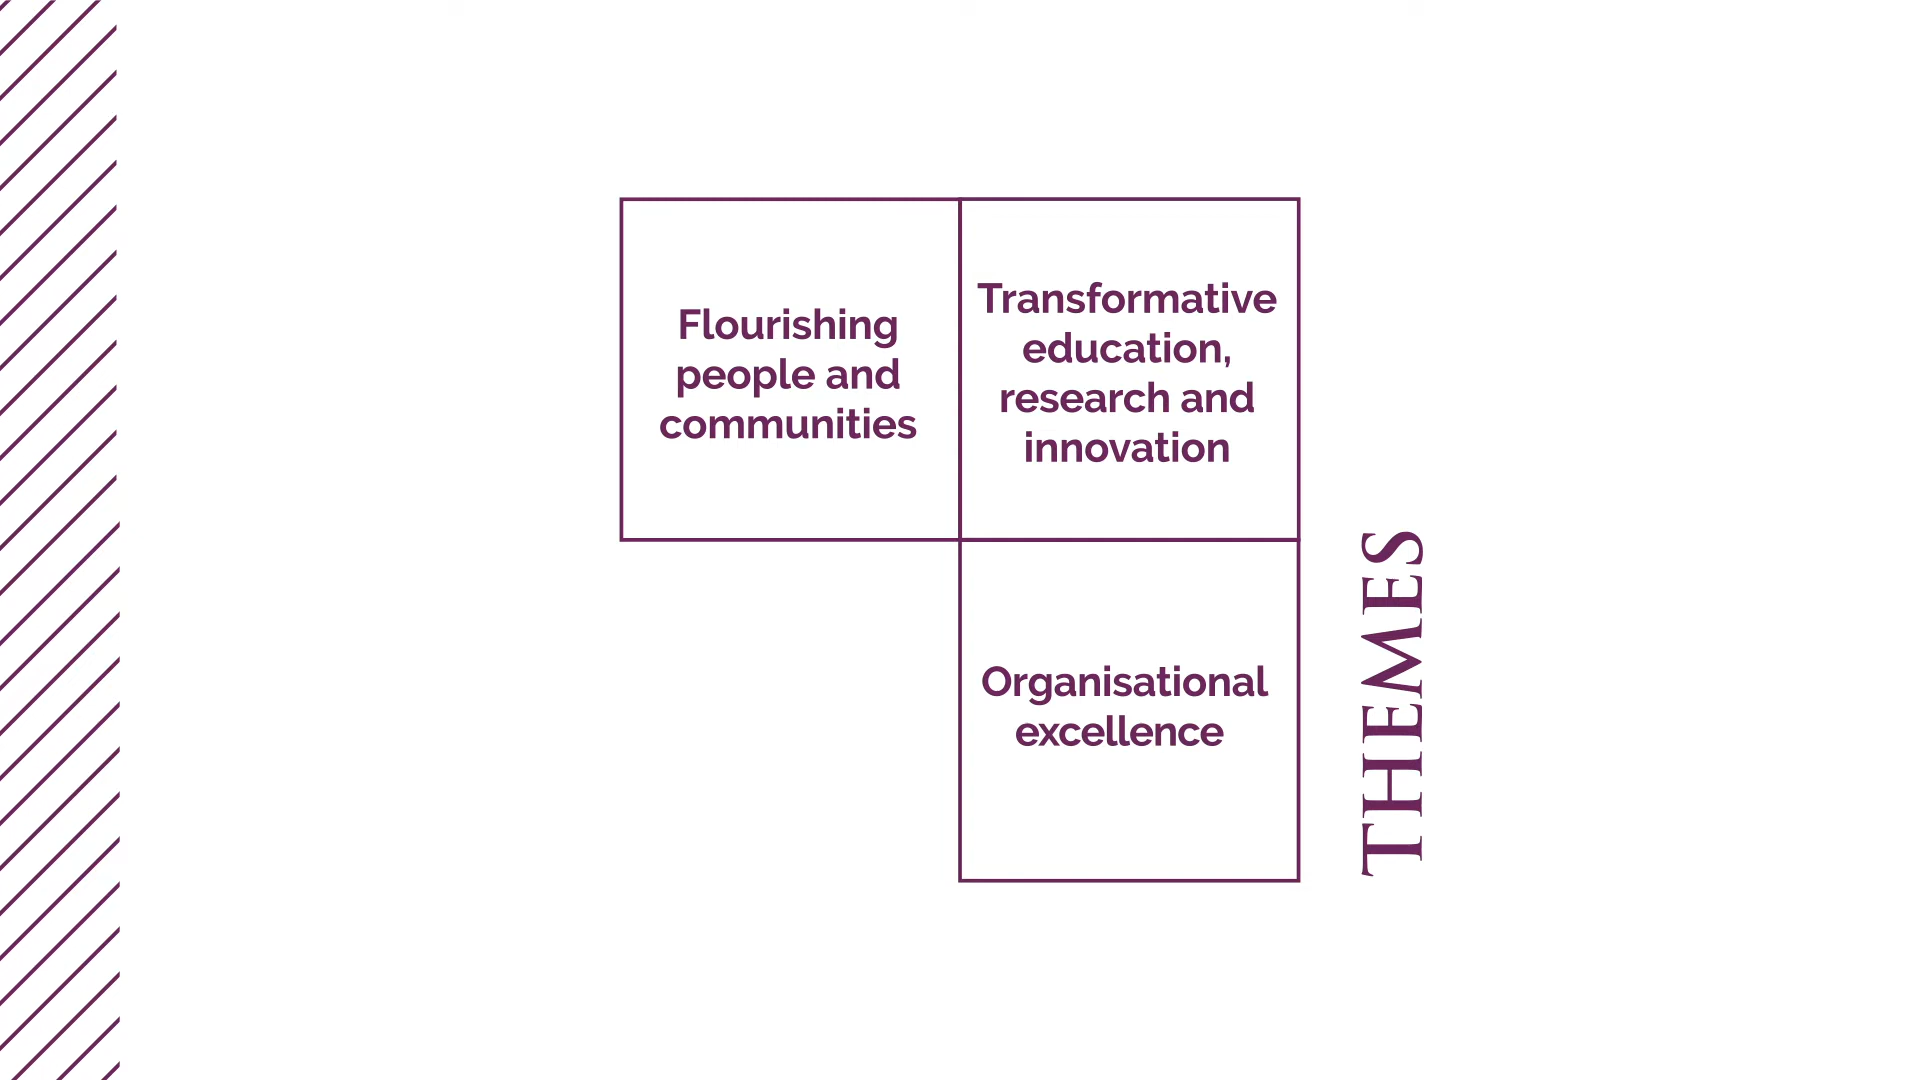 Flourishing
people and
communities
Transformative
education,
research and
innovation
Organisational
excellence
THEMES